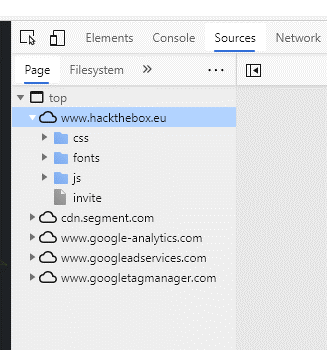 Elements Console Sources Network
Page Filesystem » ···
top
www.hackthebox.eu
css
fonts
js
invite
cdn.segment.com
www.google-analytics.com
www.googleadservices.com
www.googletagmanager.com